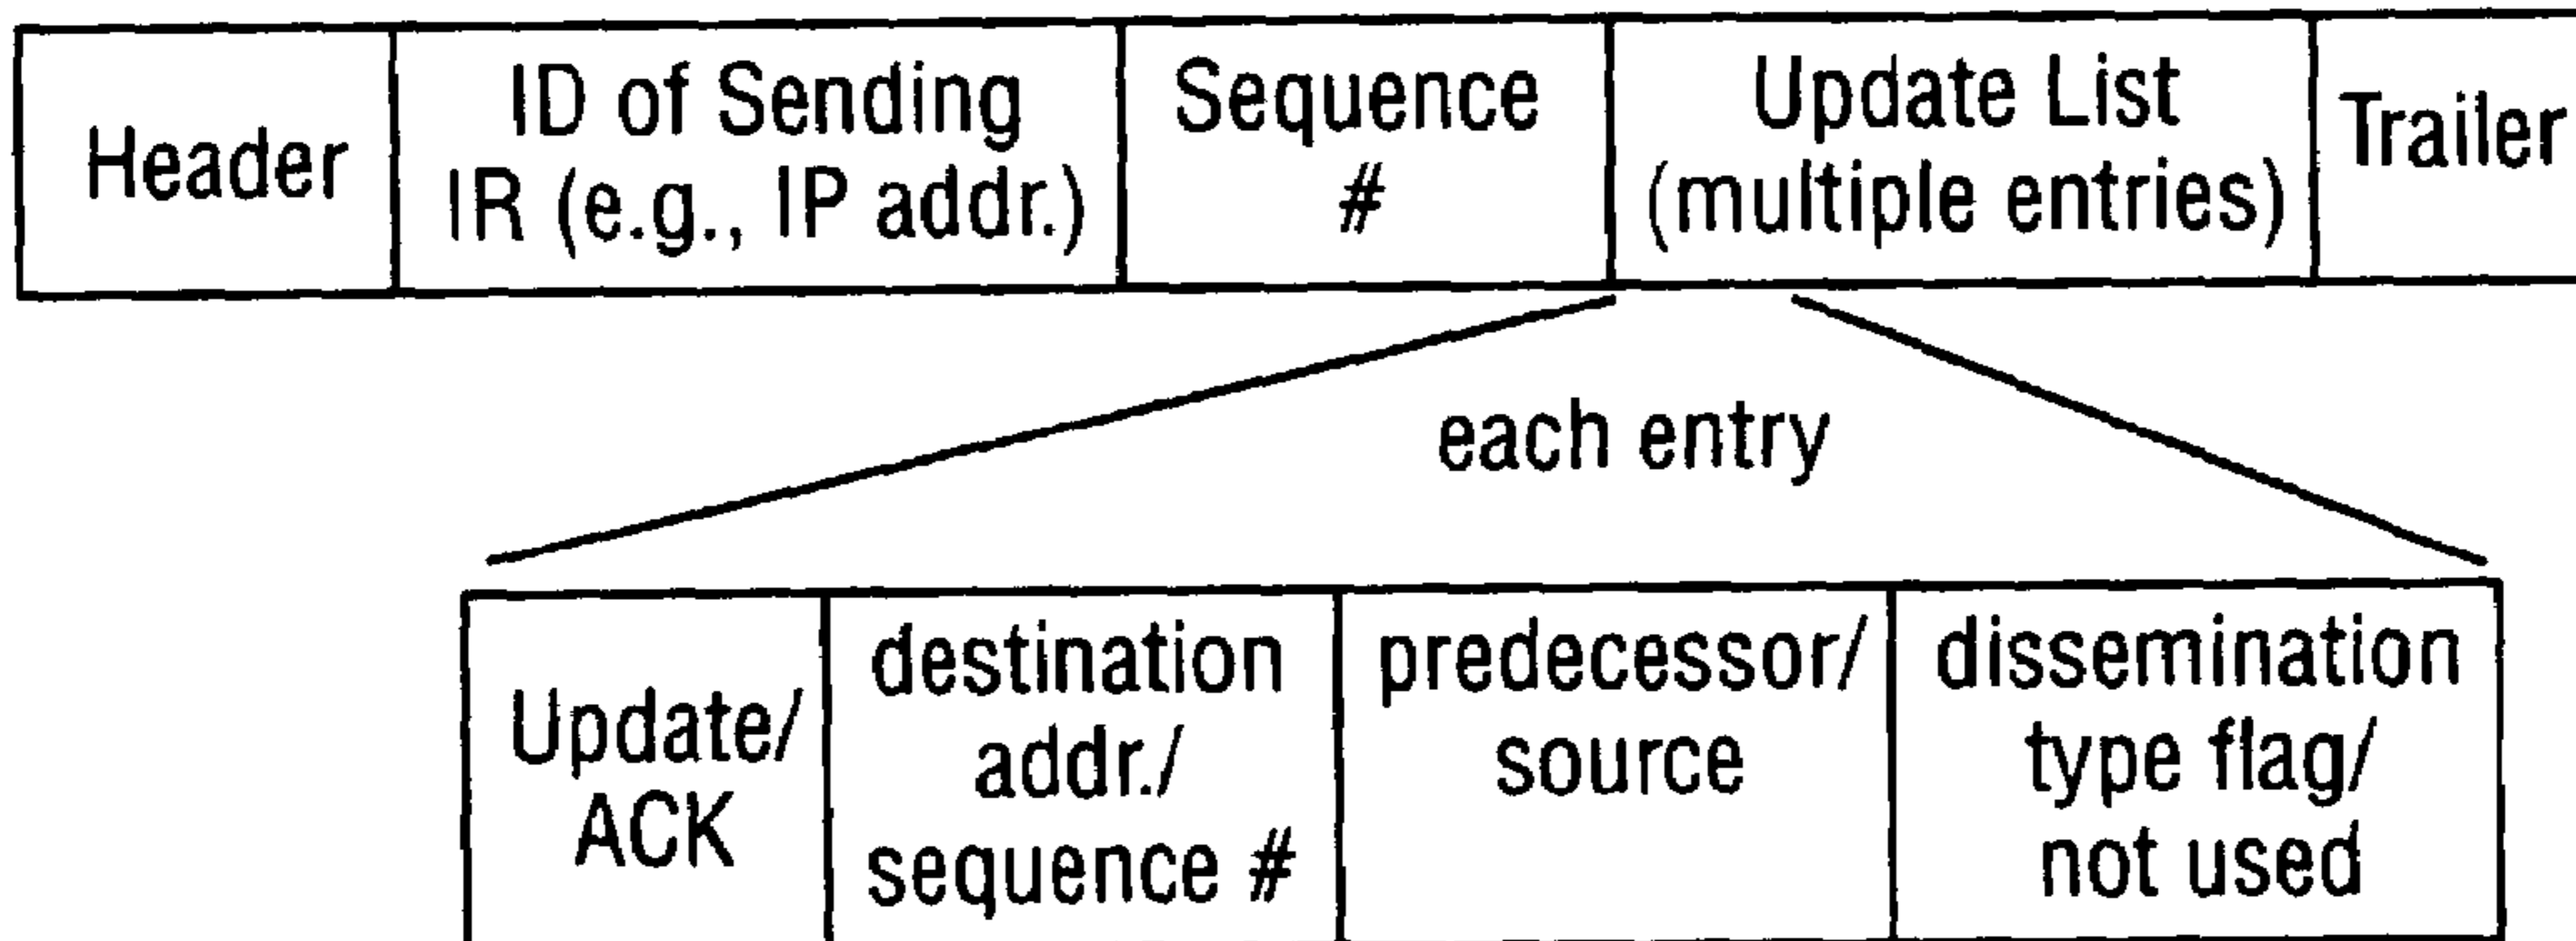 Header
ID of Sending
IR (e.g., IP addr.)
Sequence
#
Update List
(multiple entries)
Trailer
each entry
Update/
ACK
destination
addr./
sequence #
predecessor/
source
dissemination
type flag/
not used